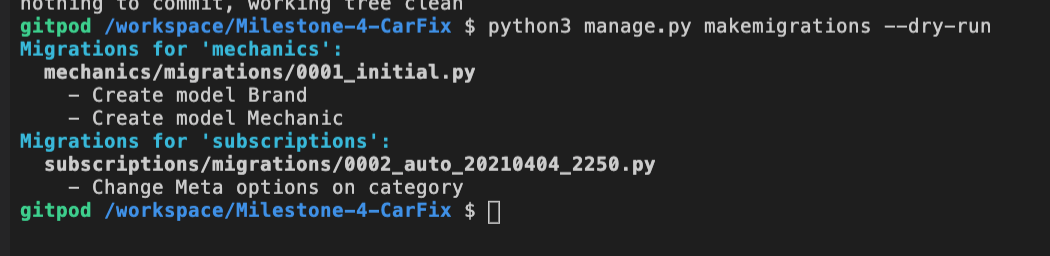 nothing to commit, working tree clean
gitpod /workspace/Milestone-4-CarFix $ python3 manage.py makemigrations --dry-run
Migrations for 'mechanics':
mechanics/migrations/0001_initial.py
- Create model Brand
- Create model Mechanic
Migrations for 'subscriptions':
subscriptions/migrations/0002_auto_20210404_2250.py
- Change Meta options on category
gitpod /workspace/Milestone-4-CarFix $